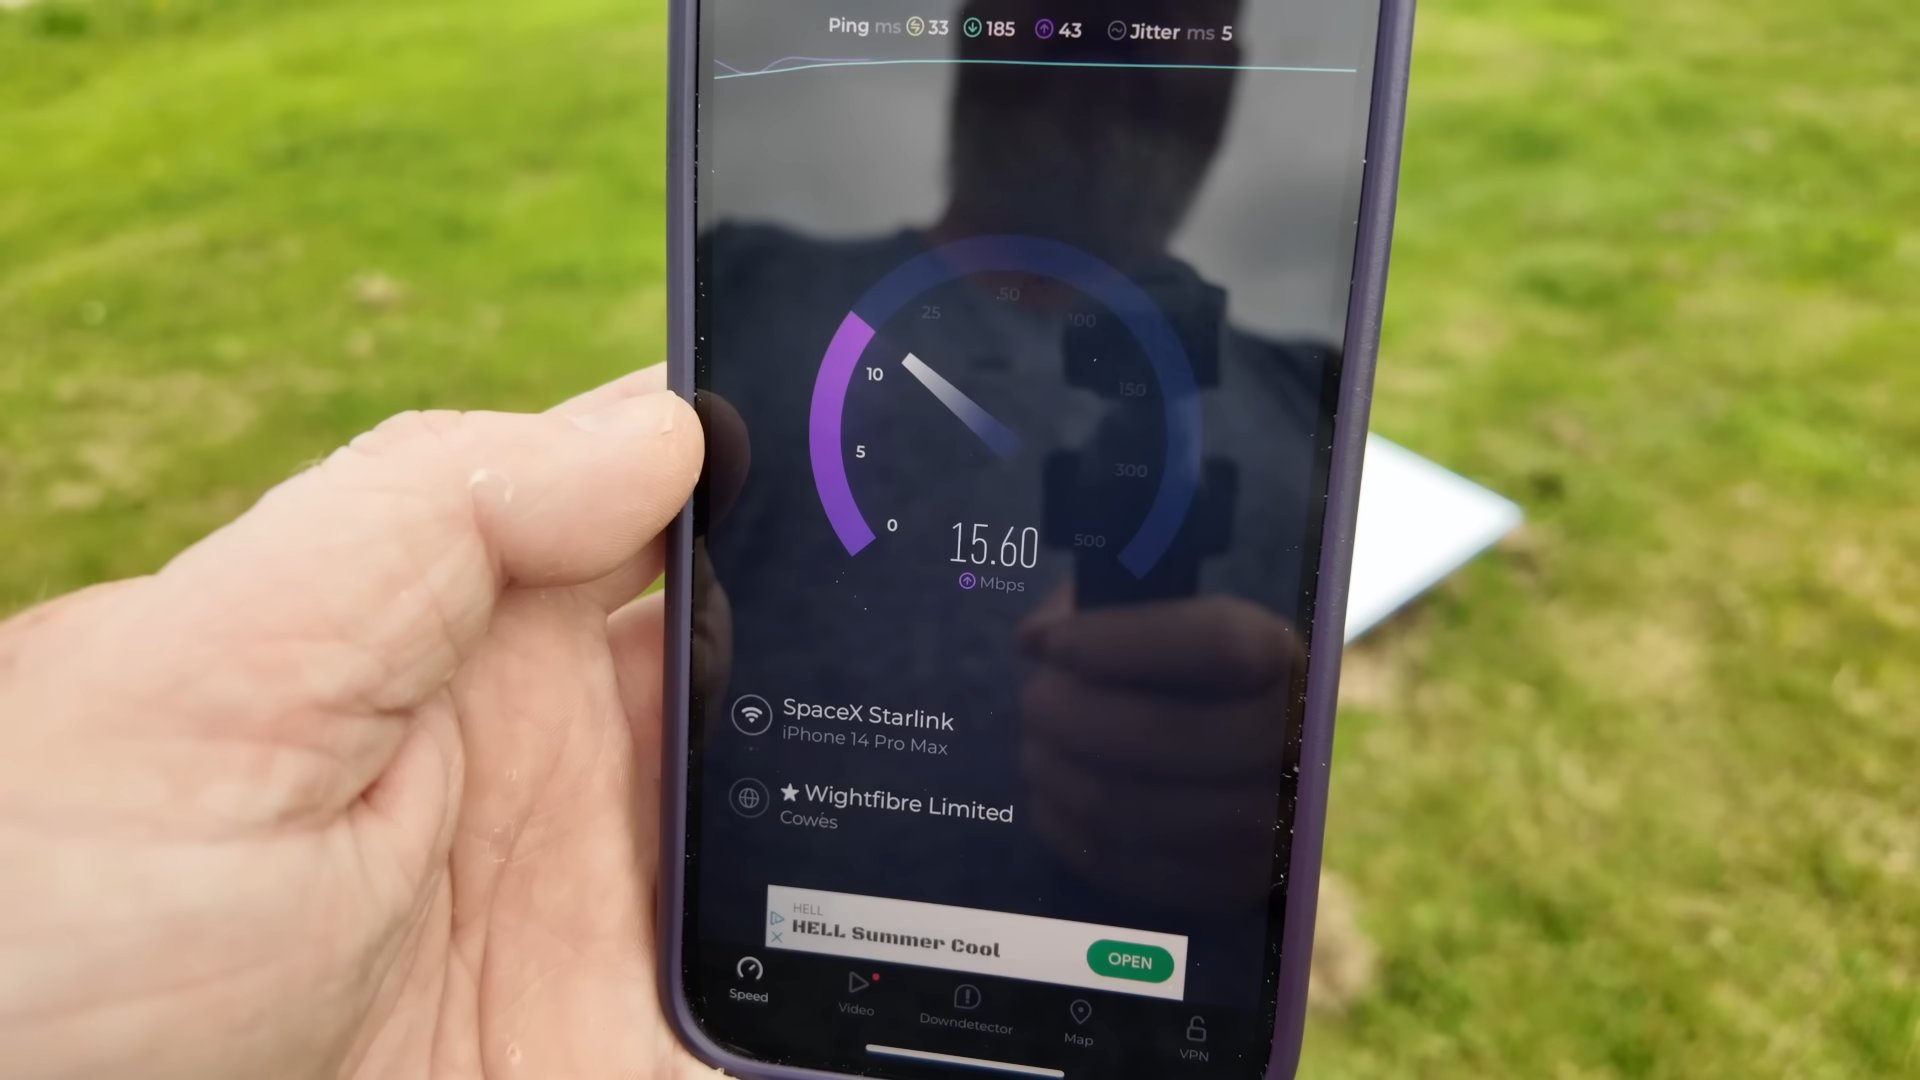 Ping ms 33 185 43 Jitter ms 5
50
25
100
10
150
5
300
0
500
15.60
Mbps
SpaceX Starlink
iPhone 14 Pro Max
★ Wightfibre Limited
Cowes
HELL
HELL Summer Cool
OPEN
Speed
Video
Downdetector
Map
VPN